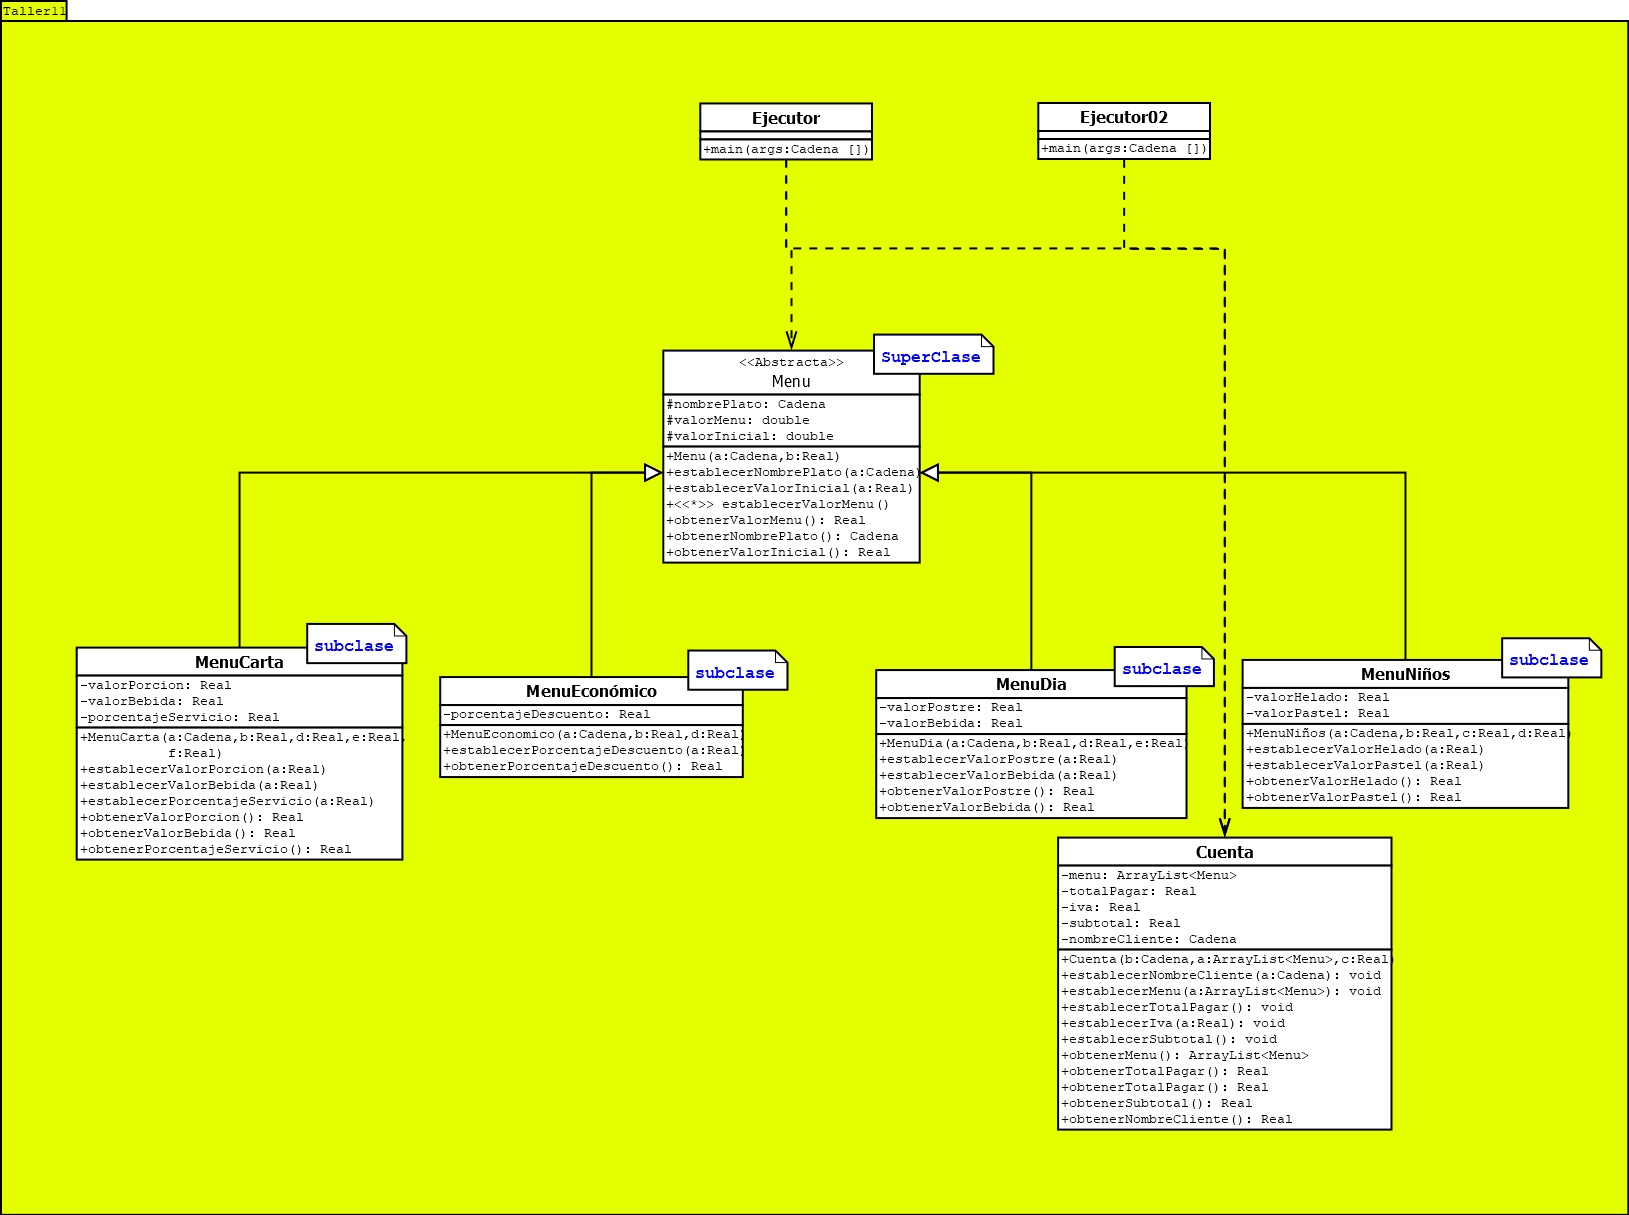 Taller11
Ejecutor
+main(args:Cadena [])
Ejecutor02
+main(args:Cadena [])
SuperClase
<<Abstracta>>
Menu
#nombrePlato: Cadena
#valorMenu: double
#valorInicial: double
+Menu(a:Cadena,b:Real)
+establecerNombrePlato(a:Cadena)
+establecerValorInicial(a:Real)
+<<*>> establecerValorMenu()
+obtenerValorMenu(): Real
+obtenerNombrePlato(): Cadena
+obtenerValorInicial(): Real
subclase
MenuCarta
-valorPorcion: Real
-valorBebida: Real
-porcentajeServicio: Real
+MenuCarta(a:Cadena,b:Real,d:Real,e:Real,
f:Real)
+establecerValorPorcion(a:Real)
+establecerValorBebida(a:Real)
+establecerPorcentajeServicio(a:Real)
+obtenerValorPorcion(): Real
+obtenerValorBebida(): Real
+obtenerPorcentajeServicio(): Real
subclase
MenuEconómico
-porcentajeDescuento: Real
+MenuEconomico(a:Cadena,b:Real,d:Real)
+establecerPorcentajeDescuento(a:Real)
+obtenerPorcentajeDescuento(): Real
subclase
MenuDia
-valorPostre: Real
-valorBebida: Real
+MenuDia(a:Cadena,b:Real,d:Real,e:Real)
+establecerValorPostre(a:Real)
+establecerValorBebida(a:Real)
+obtenerValorPostre(): Real
+obtenerValorBebida(): Real
subclase
MenuNiños
-valorHelado: Real
-valorPastel: Real
+MenuNiños(a:Cadena,b:Real,c:Real,d:Real)
+establecerValorHelado(a:Real)
+establecerValorPastel(a:Real)
+obtenerValorHelado(): Real
+obtenerValorPastel(): Real
Cuenta
-menu: ArrayList<Menu>
-totalPagar: Real
-iva: Real
-subtotal: Real
-nombreCliente: Cadena
+Cuenta(b:Cadena,a:ArrayList<Menu>,c:Real)
+establecerNombreCliente(a:Cadena): void
+establecerMenu(a:ArrayList<Menu>): void
+establecerTotalPagar(): void
+establecerIva(a:Real): void
+establecerSubtotal(): void
+obtenerMenu(): ArrayList<Menu>
+obtenerTotalPagar(): Real
+obtenerTotalPagar(): Real
+obtenerSubtotal(): Real
+obtenerNombreCliente(): Real